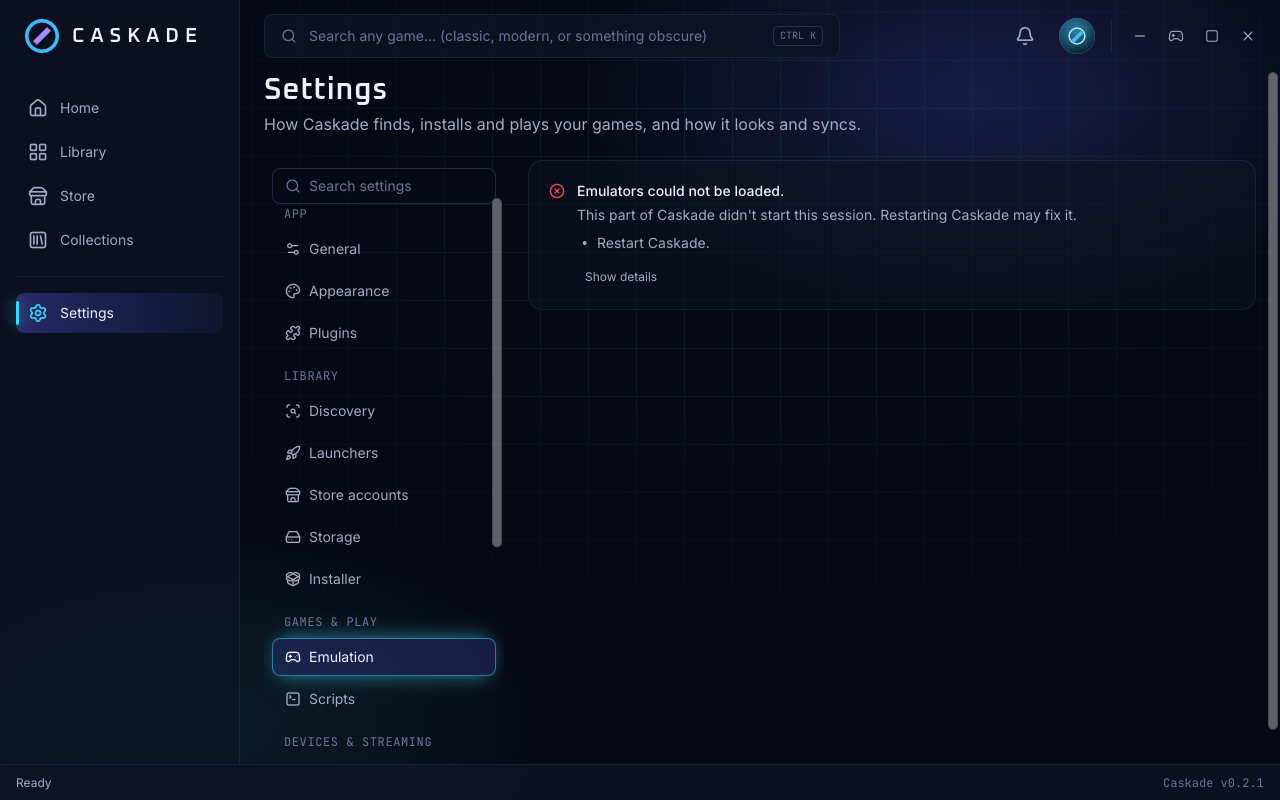 CASKADE
Search any game... (classic, modern, or something obscure)
CTRL K
Home
Library
Store
Collections
Settings
Settings
How Caskade finds, installs and plays your games, and how it looks and syncs.
Search settings
APP
General
Appearance
Plugins
LIBRARY
Discovery
Launchers
Store accounts
Storage
Installer
GAMES & PLAY
Emulation
Scripts
DEVICES & STREAMING
Emulators could not be loaded.
This part of Caskade didn't start this session. Restarting Caskade may fix it.
• Restart Caskade.
Show details
Ready
Caskade v0.2.1